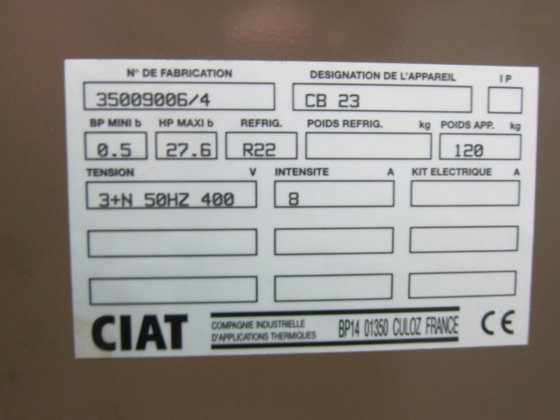 N° DE FABRICATION DESIGNATION DE L'APPAREIL I P
35009006/4 CB 23
BP MINI b HP MAXI b REFRIG. POIDS REFRIG. kg POIDS APP. kg
0.5 27.6 R22 120
TENSION V INTENSITE A KIT ELECTRIQUE A
3+N 50HZ 400 8
CIAT COMPAGNIE INDUSTRIELLE D'APPLICATIONS THERMIQUES BP14 01350 CULOZ FRANCE CE